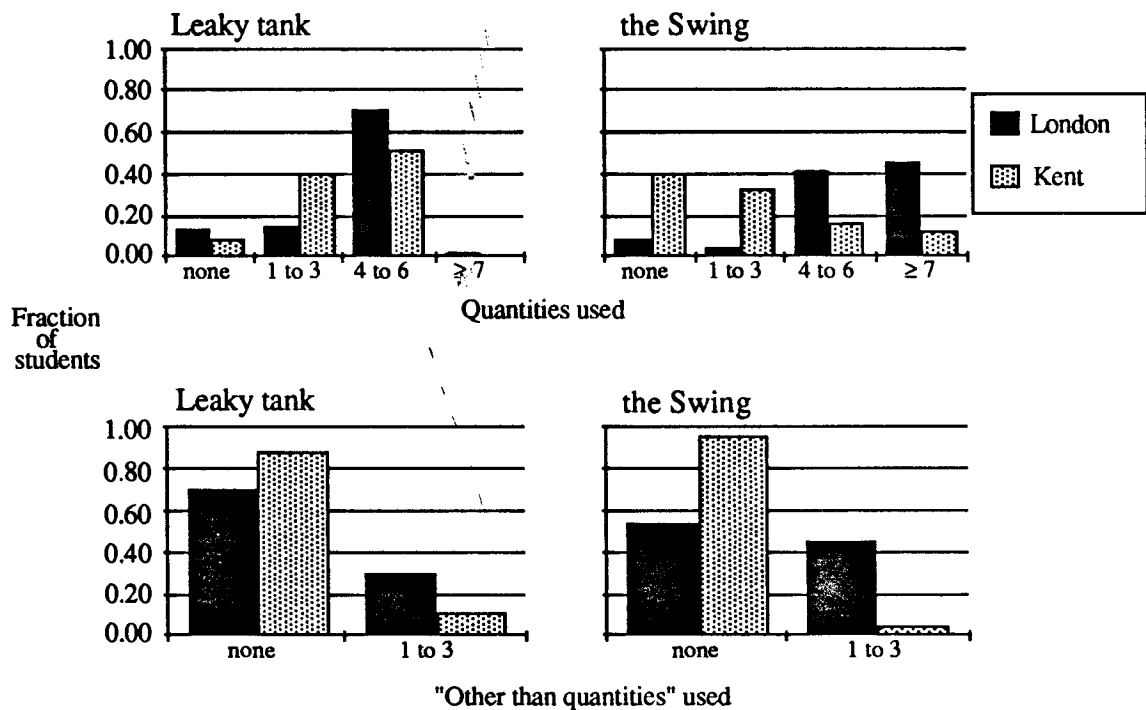 Leaky tank
the Swing
1.00
0.80
0.60
0.40
0.20
0.00
none 1 to 3 4 to 6 ≥ 7
none 1 to 3 4 to 6 ≥ 7
London
Kent
Quantities used
Fraction
of
students
Leaky tank
the Swing
1.00
0.80
0.60
0.40
0.20
0.00
none 1 to 3
none 1 to 3
"Other than quantities" used